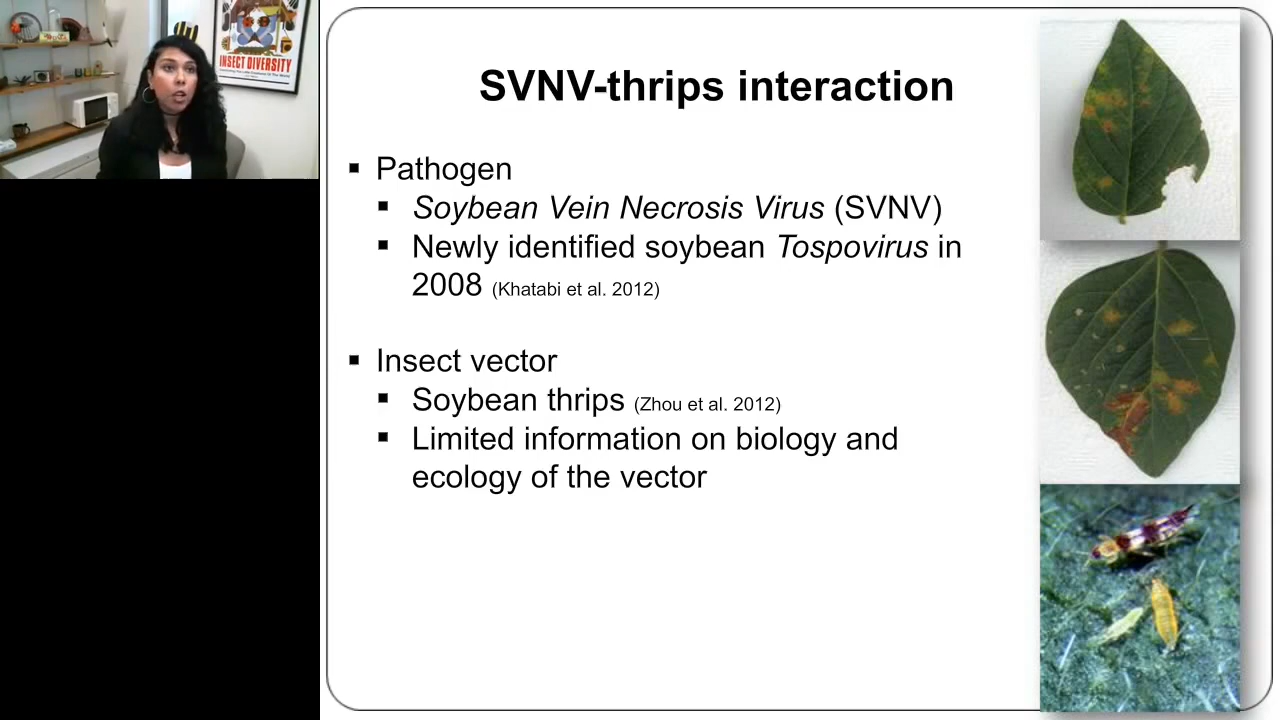 INSECT DIVERSITY
SVNV-thrips interaction
▪ Pathogen
▪ Soybean Vein Necrosis Virus (SVNV)
▪ Newly identified soybean Tospovirus in
2008 (Khatabi et al. 2012)
▪ Insect vector
▪ Soybean thrips (Zhou et al. 2012)
▪ Limited information on biology and
ecology of the vector